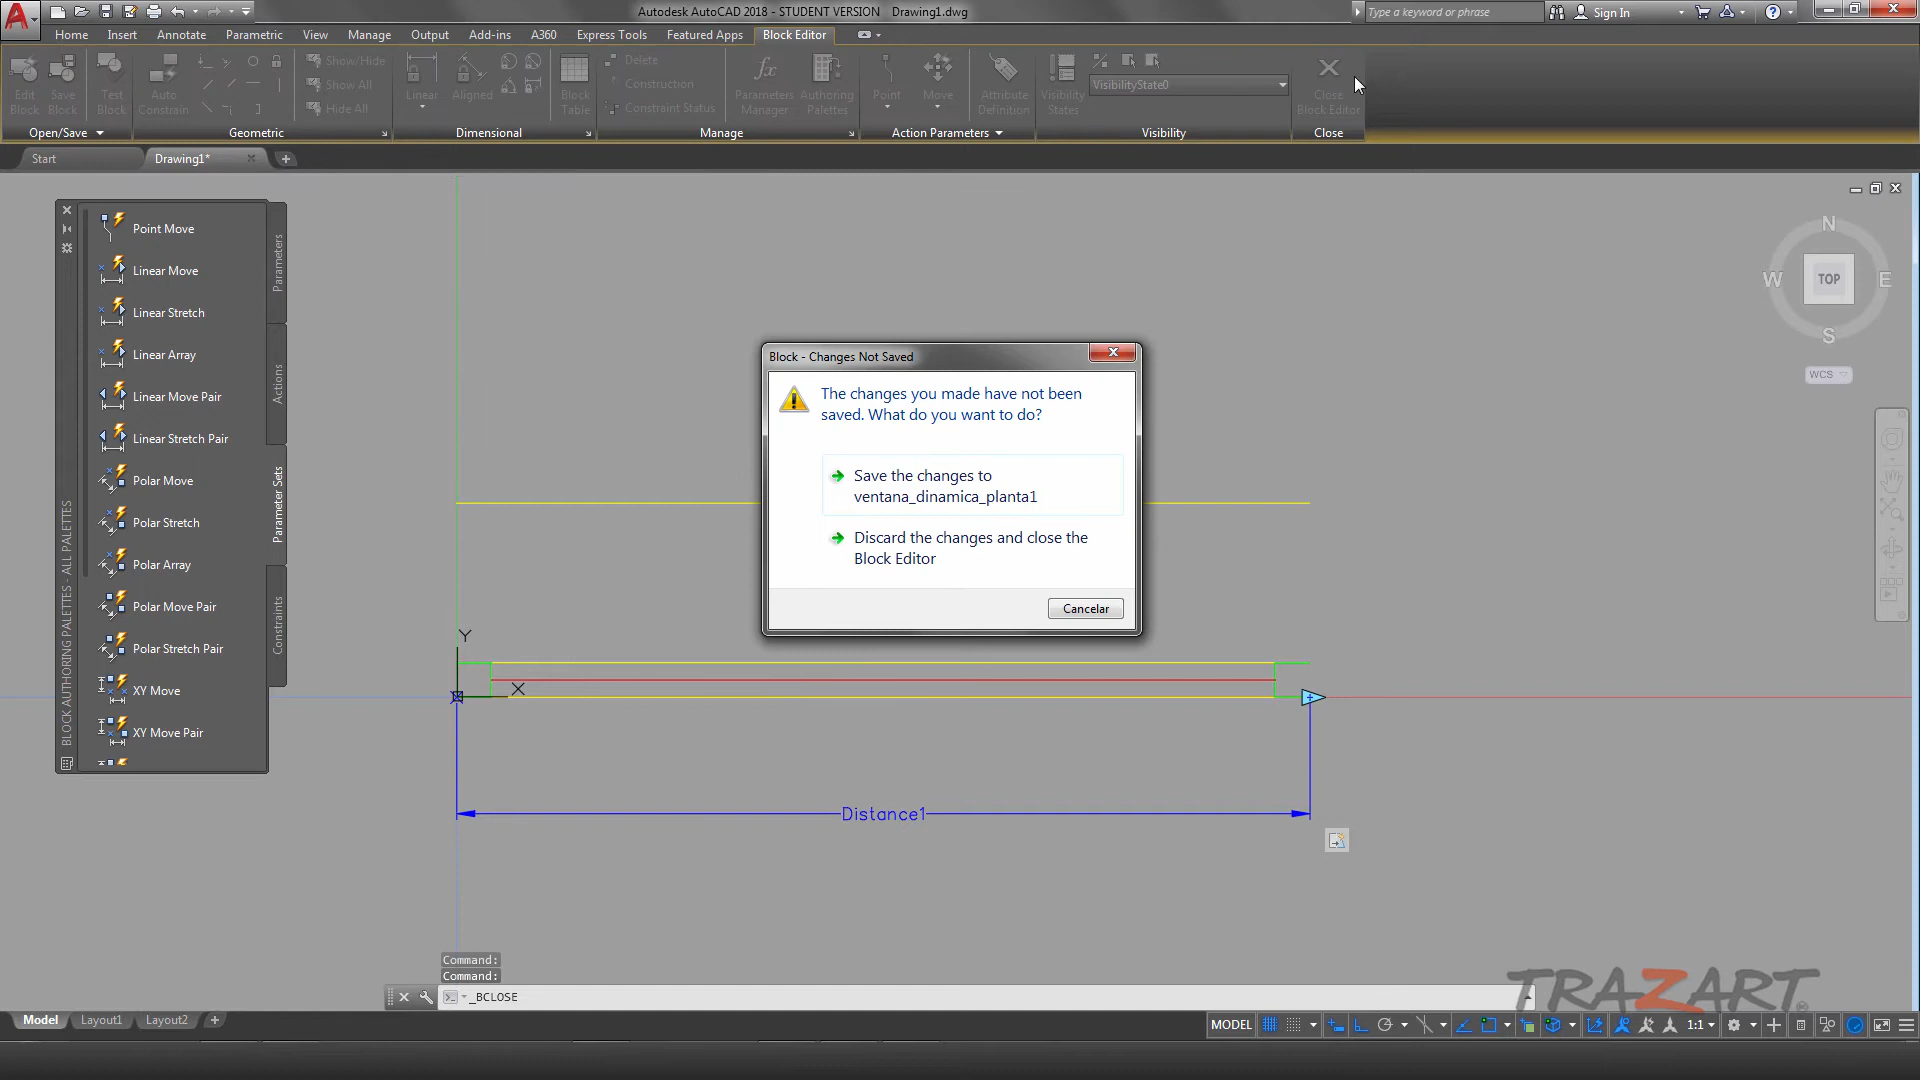 Autodesk AutoCAD 2018 - STUDENT VERSION Drawing1.dwg
Type a keyword or phrase
Sign In
Home Insert Annotate Parametric View Manage Output Add-ins A360 Express Tools Featured Apps Block Editor
Edit Block
Save Block
Test Block
Auto Constrain
Show/Hide
Show All
Hide All
Linear
Aligned
Block Table
Delete
Construction
Constraint Status
Parameters Manager
Authoring Palettes
Point
Move
Attribute Definition
Visibility States
VisibilityState0
Close Block Editor
Open/Save
Geometric
Dimensional
Manage
Action Parameters
Visibility
Close
Start
Drawing1*
Point Move
Linear Move
Linear Stretch
Linear Array
Linear Move Pair
Linear Stretch Pair
Polar Move
Polar Stretch
Polar Array
Polar Move Pair
Polar Stretch Pair
XY Move
XY Move Pair
Parameters
Actions
Parameter Sets
Constraints
BLOCK AUTHORING PALETTES - ALL PALETTES
N
W TOP E
S
WCS
Block - Changes Not Saved
The changes you made have not been
saved. What do you want to do?
Save the changes to
ventana_dinamica_planta1
Discard the changes and close the
Block Editor
Cancelar
Y
X
Distance1
Command:
Command:
_BCLOSE
TRAZART®
Model Layout1 Layout2
MODEL
1:1